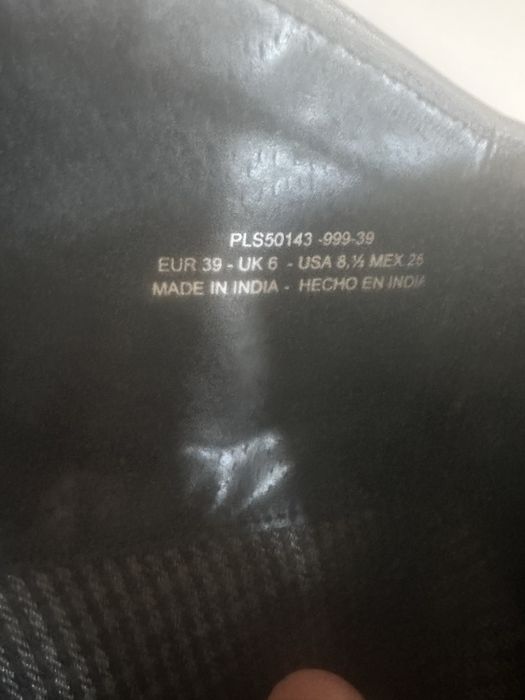 PLS50143 -999-39
EUR 39 - UK 6 - USA 8,½ MEX 26
MADE IN INDIA - HECHO EN INDIA